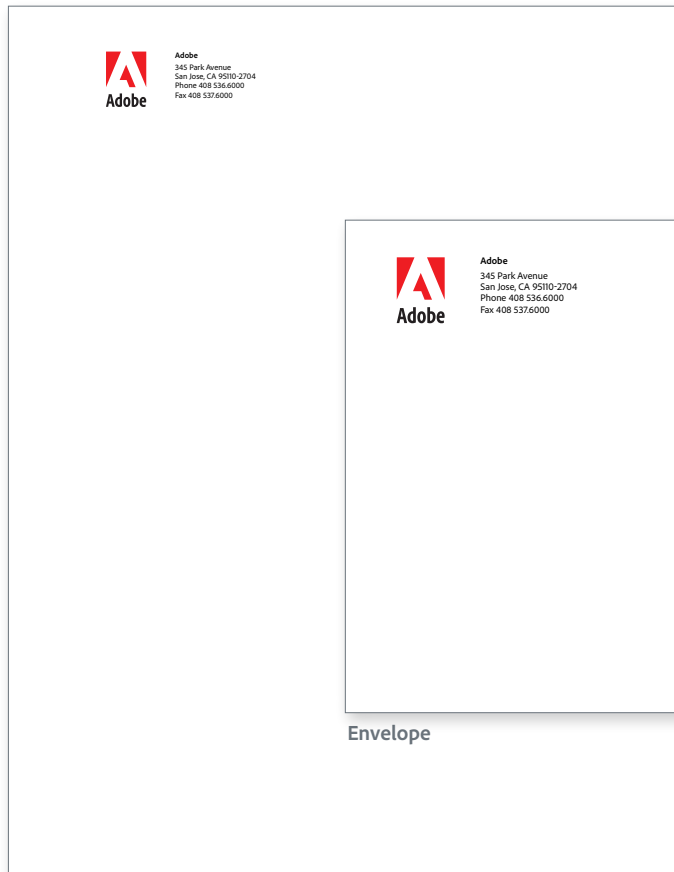 Adobe
345 Park Avenue
San Jose, CA 95110-2704
Phone 408 536.6000
Fax 408 537.6000
Adobe
Adobe
345 Park Avenue
San Jose, CA 95110-2704
Phone 408 536.6000
Fax 408 537.6000
Adobe
Envelope